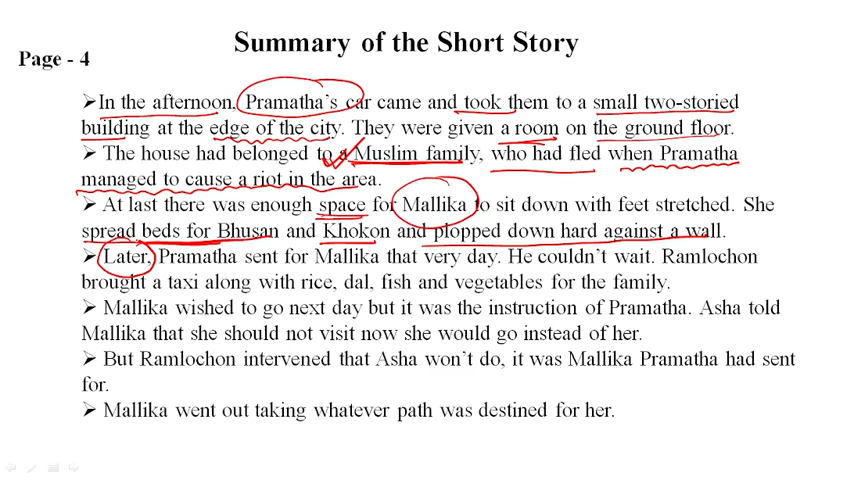 Summary of the Short Story
Page - 4
➢In the afternoon, Pramatha's car came and took them to a small two-storied
building at the edge of the city. They were given a room on the ground floor.
➢ The house had belonged to a Muslim family, who had fled when Pramatha
managed to cause a riot in the area.
➢ At last there was enough space for Mallika to sit down with feet stretched. She
spread beds for Bhusan and Khokon and plopped down hard against a wall.
➢ Later, Pramatha sent for Mallika that very day. He couldn't wait. Ramlochon
brought a taxi along with rice, dal, fish and vegetables for the family.
➢ Mallika wished to go next day but it was the instruction of Pramatha. Asha told
Mallika that she should not visit now she would go instead of her.
➢ But Ramlochon intervened that Asha won't do, it was Mallika Pramatha had sent
for.
➢ Mallika went out taking whatever path was destined for her.